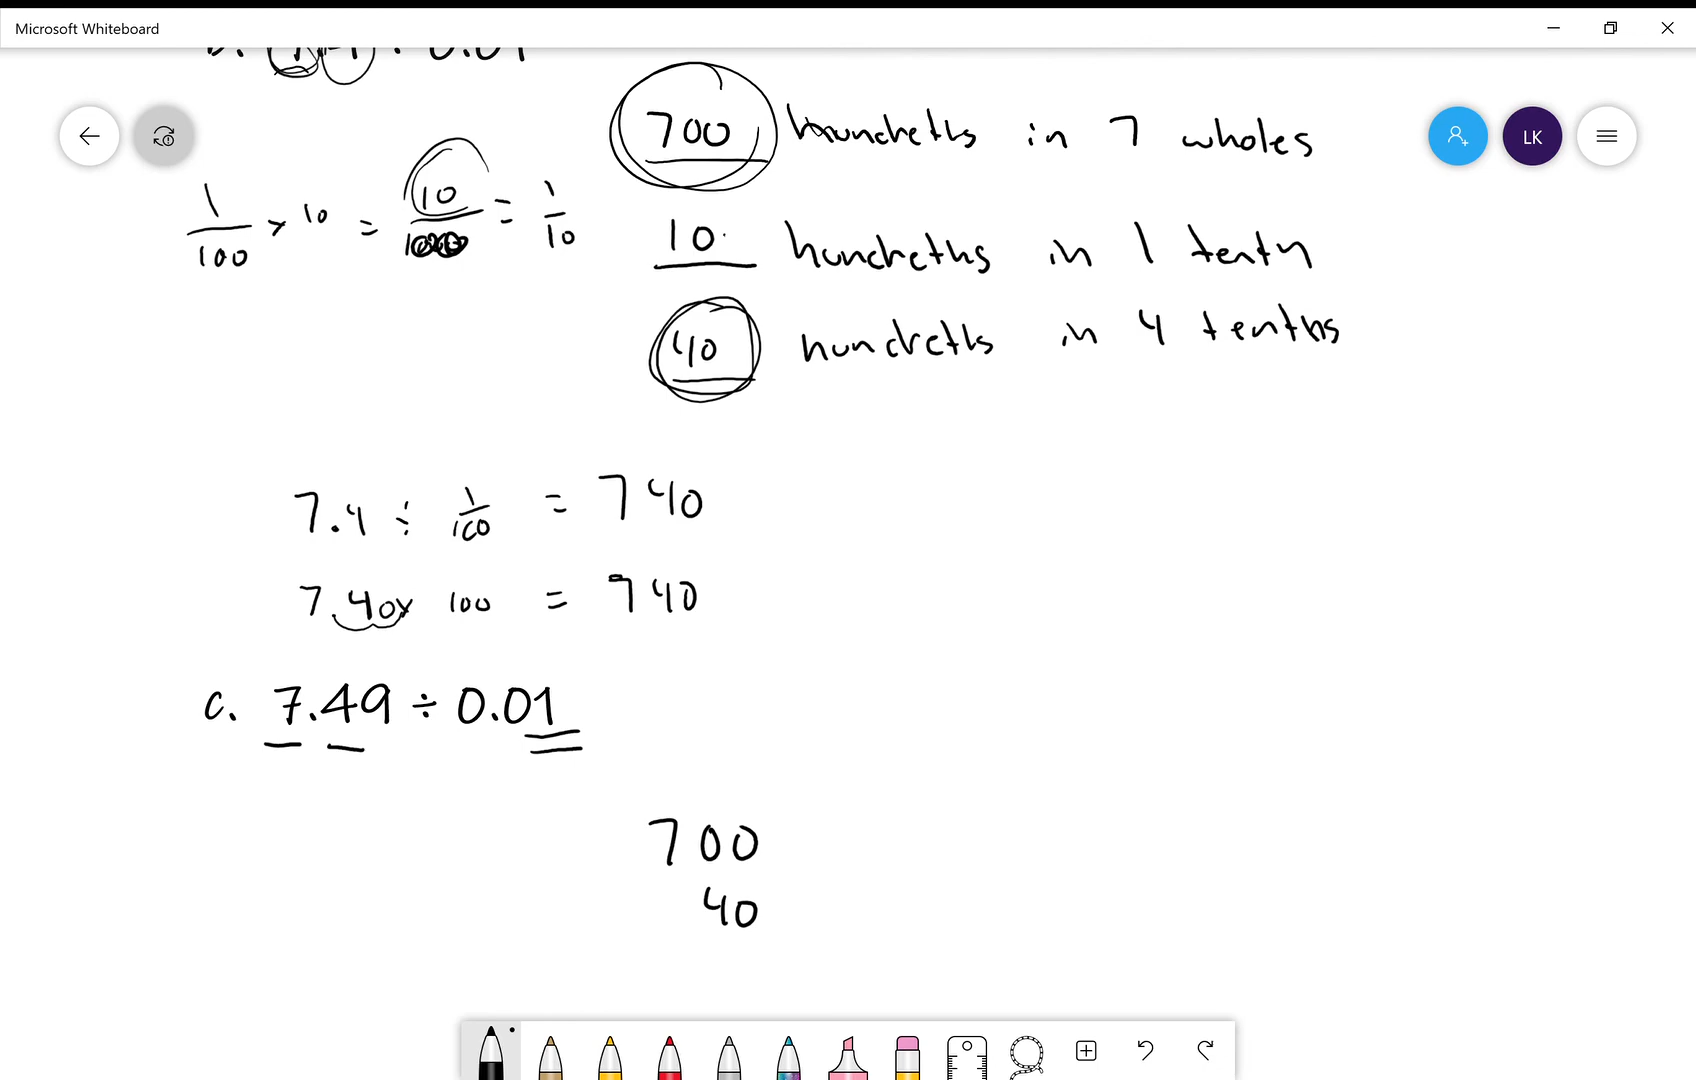 Microsoft Whiteboard
700 hundreths in 7 wholes
LK
1/100 × 10 = 10/100 = 1/10
10 hundreths in 1 tenth
40 hundreths in 4 tenths
7.4 ÷ 1/100 = 740
7.40 × 100 = 740
c. 7.49 ÷ 0.01
700
40